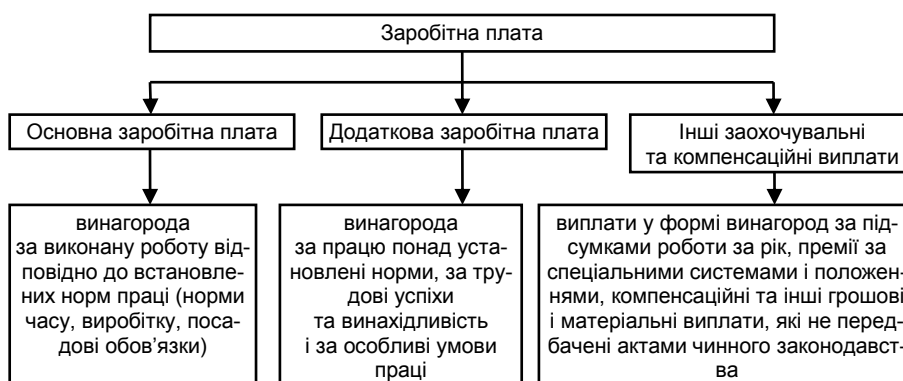 Заробітна плата
Основна заробітна плата
Додаткова заробітна плата
Інші заохочувальні
та компенсаційні виплати
винагорода
за виконану роботу від-
повідно до встановле-
них норм праці (норми
часу, виробітку, поса-
дові обов’язки)
винагорода
за працю понад уста-
новлені норми, за тру-
дові успіхи
та винахідливість
і за особливі умови
праці
виплати у формі винагород за під-
сумками роботи за рік, премії за
спеціальними системами і положен-
нями, компенсаційні та інші грошові
і матеріальні виплати, які не перед-
бачені актами чинного законодавст-
ва